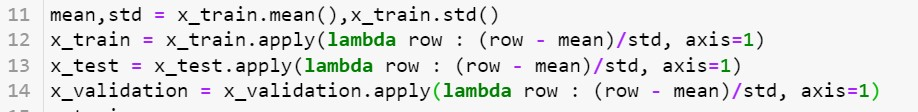 11 mean,std = x_train.mean(),x_train.std()
12 x_train = x_train.apply(lambda row : (row - mean)/std, axis=1)
13 x_test = x_test.apply(lambda row : (row - mean)/std, axis=1)
14 x_validation = x_validation.apply(lambda row : (row - mean)/std, axis=1)